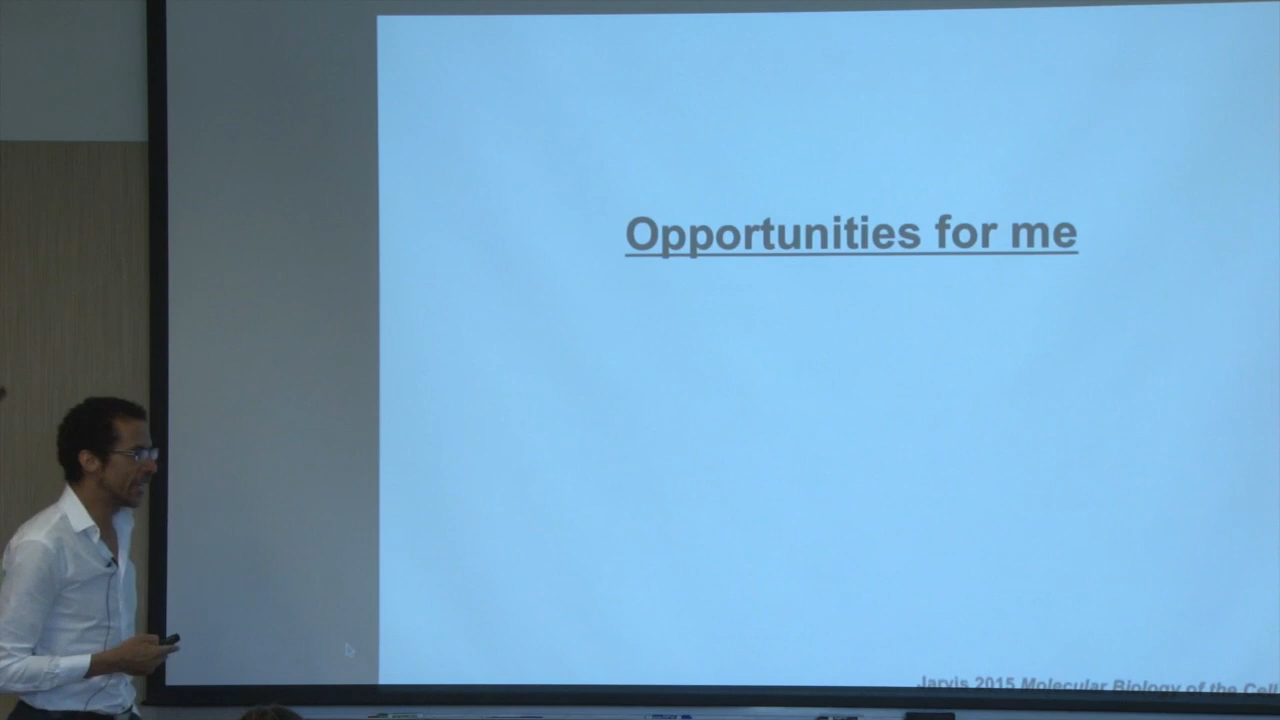 Opportunities for me
Jarvis 2015 Molecular Biology of the Cell